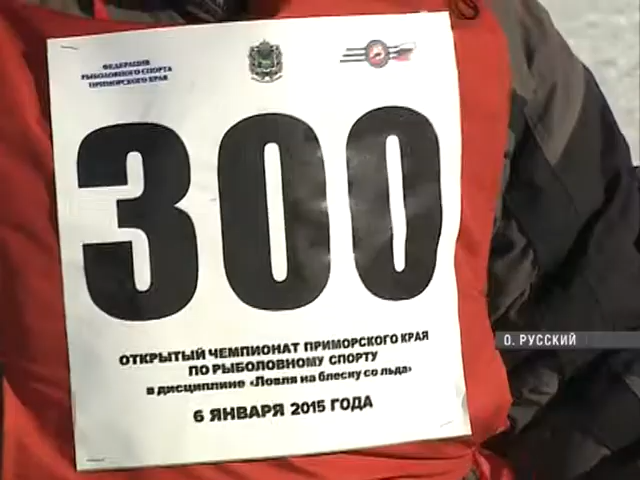 ФЕДЕРАЦИЯ
РЫБОЛОВНОГО СПОРТА
ПРИМОРСКОГО КРАЯ
300
ОТКРЫТЫЙ ЧЕМПИОНАТ ПРИМОРСКОГО КРАЯ
ПО РЫБОЛОВНОМУ СПОРТУ
в дисциплине «Ловля на блесну со льда»
6 ЯНВАРЯ 2015 ГОДА
О. РУССКИЙ